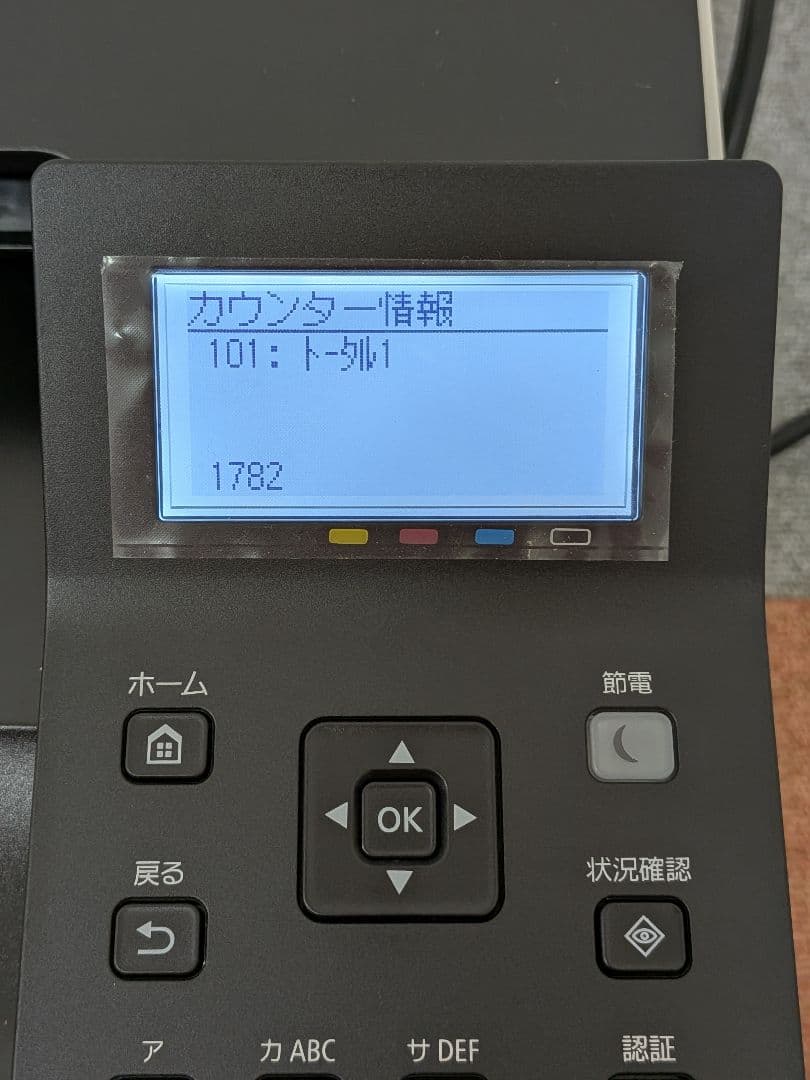 カウンター情報
101: ﾄｰﾀﾙ1
1782
ホーム
節電
OK
戻る
状況確認
ア
カ ABC
サ DEF
認証